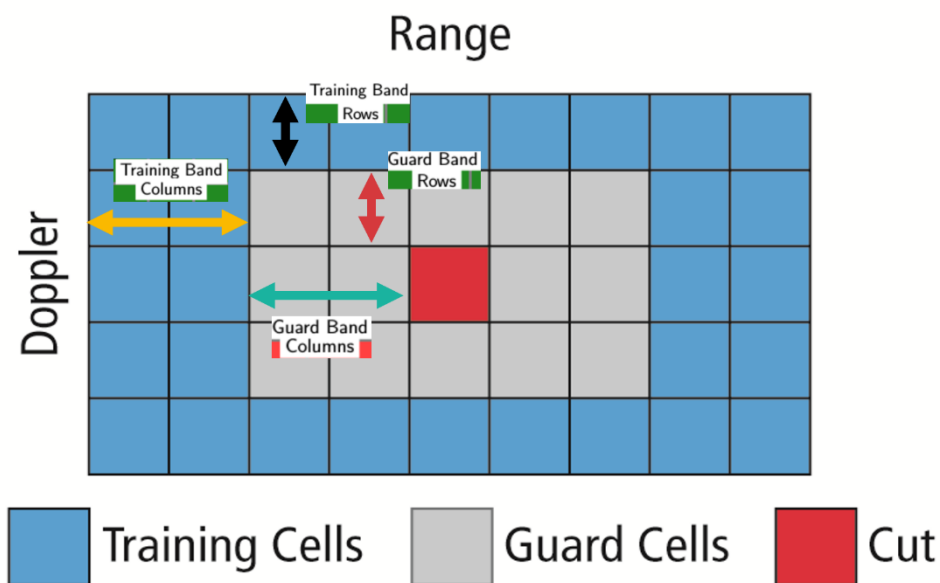 Range
Training Band
Rows
Guard Band
Rows
Training Band
Columns
Doppler
Guard Band
Columns
Training Cells
Guard Cells
Cut